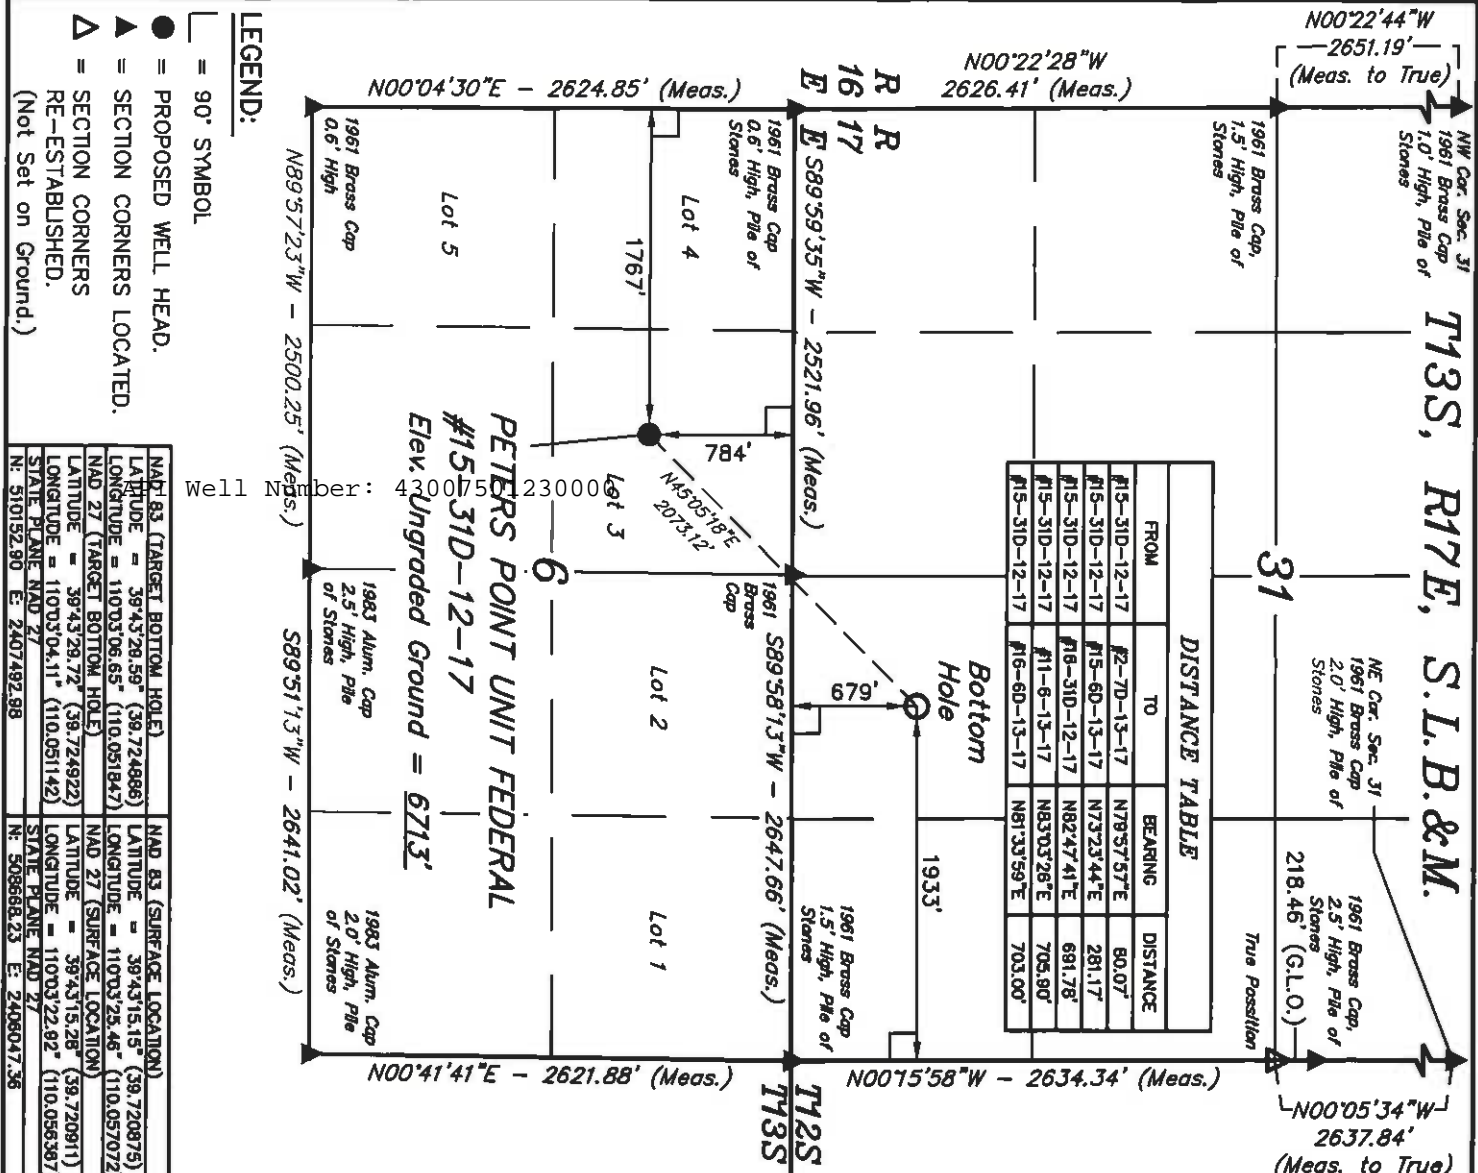 T13S, R17E, S.L.B.&M.
NW Cor. Sec. 31
1961 Brass Cap
1.0' High, Pile of
Stones
N00°22'44"W
2651.19'
(Meas. to True)
NE Cor. Sec. 31
1961 Brass Cap
2.0' High, Pile of
Stones
1961 Brass Cap,
2.5' High, Pile of
Stones
218.46' (G.L.O.)
True Position
N00°05'34"W
2637.84'
(Meas. to True)
1961 Brass Cap,
1.5' High, Pile of
Stones
31
N00°22'28"W
2626.41' (Meas.)
DISTANCE TABLE
FROM TO BEARING DISTANCE
#15-31D-12-17 #2-7D-13-17 N79°57'57"E 60.07'
#15-31D-12-17 #15-6D-13-17 N73°23'44"E 281.17'
#15-31D-12-17 #16-31D-12-17 N82°47'41"E 691.78'
#15-31D-12-17 #11-6-13-17 N83°03'26"E 705.90'
#15-31D-12-17 #16-6D-13-17 N81°33'59"E 703.00'
Bottom
Hole
1933'
679'
N00°15'58"W - 2634.34' (Meas.)
1961 Brass Cap
1.5' High, Pile of
Stones
R R
16 17
E E
S89°59'35"W - 2521.96' (Meas.)
S89°58'13"W - 2647.66' (Meas.)
T12S
T13S
1961 Brass Cap
0.6' High, Pile of
Stones
1961
Brass
Cap
784'
N45°05'18"E
2073.12'
1767'
Lot 4
Lot 3
Lot 2
Lot 1
6
Lot 5
PETERS POINT UNIT FEDERAL
#15-31D-12-17
Elev. Ungraded Ground = 6713'
N00°04'30"E - 2624.85' (Meas.)
N00°41'41"E - 2621.88' (Meas.)
1961 Brass Cap
0.6' High
1983 Alum. Cap
2.5' High, Pile
of Stones
1983 Alum. Cap
2.0' High, Pile
of Stones
N89°57'23"W - 2500.25' (Meas.)
S89°51'13"W - 2641.02' (Meas.)
API Well Number: 43007501230000
LEGEND:
= 90° SYMBOL
= PROPOSED WELL HEAD.
= SECTION CORNERS LOCATED.
= SECTION CORNERS
RE-ESTABLISHED.
(Not Set on Ground.)
NAD 83 (TARGET BOTTOM HOLE)
LATITUDE = 39°43'29.59" (39.724886)
LONGITUDE = 110°03'06.65" (110.051847)
NAD 27 (TARGET BOTTOM HOLE)
LATITUDE = 39°43'29.72" (39.724922)
LONGITUDE = 110°03'04.11" (110.051142)
STATE PLANE NAD 27
N: 510152.90 E: 2407492.98
NAD 83 (SURFACE LOCATION)
LATITUDE = 39°43'15.15" (39.720875)
LONGITUDE = 110°03'25.46" (110.057072
NAD 27 (SURFACE LOCATION)
LATITUDE = 39°43'15.28" (39.720911)
LONGITUDE = 110°03'22.92" (110.056367
STATE PLANE NAD 27
N: 508668.23 E: 2406047.36